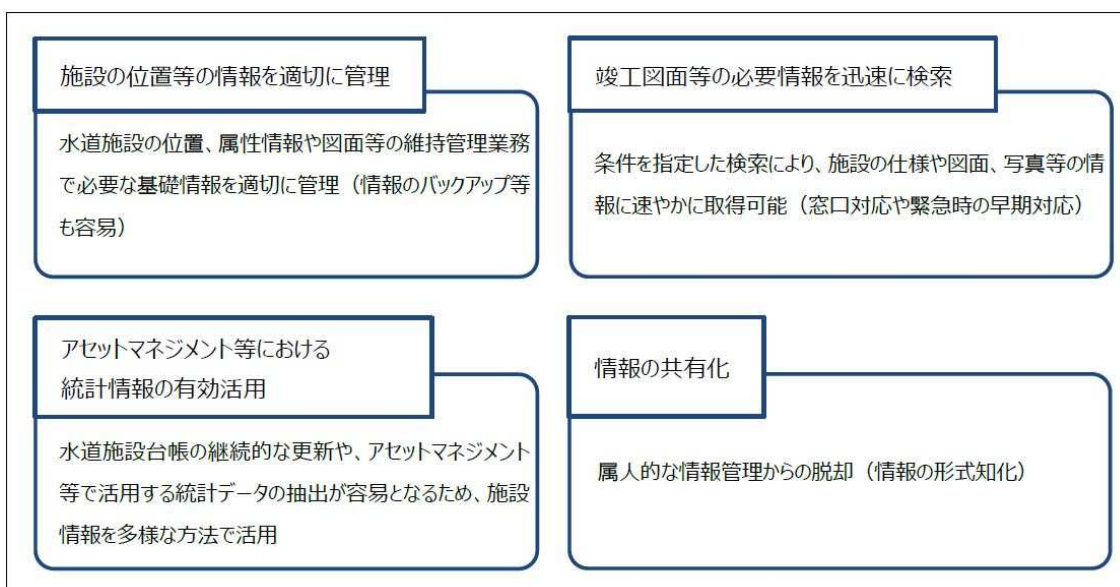 施設の位置等の情報を適切に管理
水道施設の位置、属性情報や図面等の維持管理業務
で必要な基礎情報を適切に管理（情報のバックアップ等
も容易）
竣工図面等の必要情報を迅速に検索
条件を指定した検索により、施設の仕様や図面、写真等の情
報に速やかに取得可能（窓口対応や緊急時の早期対応）
アセットマネジメント等における
統計情報の有効活用
水道施設台帳の継続的な更新や、アセットマネジメント
等で活用する統計データの抽出が容易となるため、施設
情報を多様な方法で活用
情報の共有化
属人的な情報管理からの脱却（情報の形式知化）